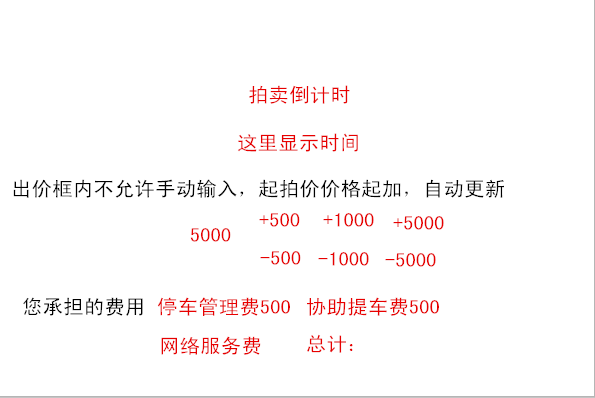 拍卖倒计时
这里显示时间
出价框内不允许手动输入，起拍价价格起加，自动更新
5000 +500 +1000 +5000
-500 -1000 -5000
您承担的费用 停车管理费500 协助提车费500
网络服务费 总计：